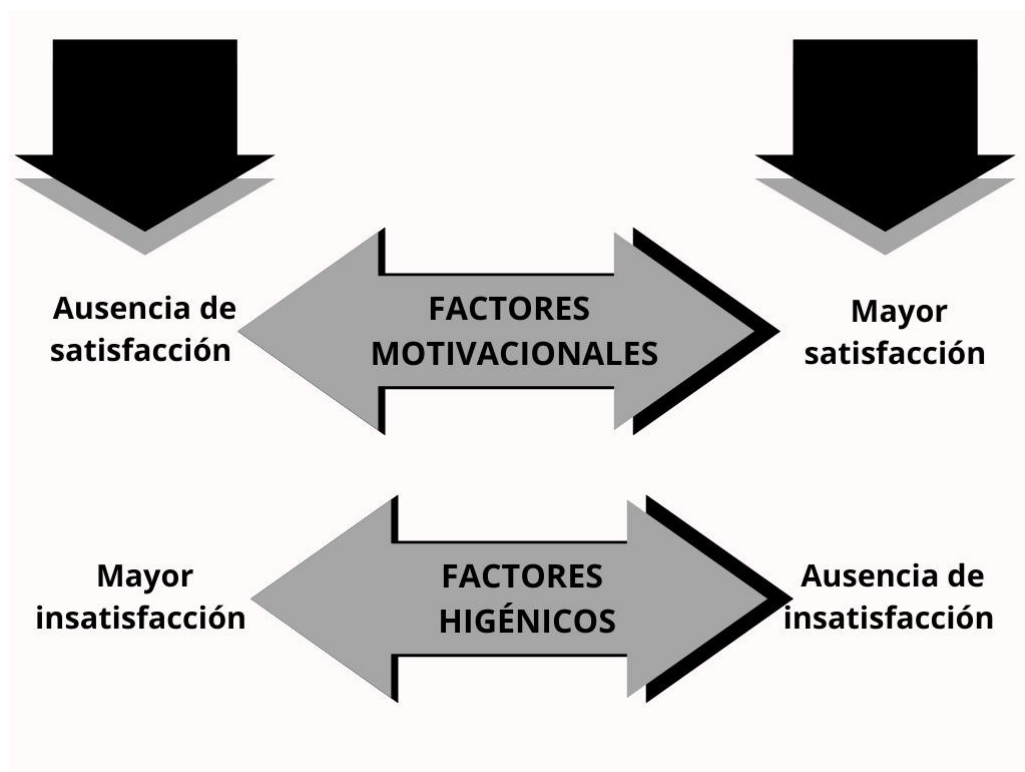 Ausencia de
satisfacción
FACTORES
MOTIVACIONALES
Mayor
satisfacción
Mayor
insatisfacción
FACTORES
HIGÉNICOS
Ausencia de
insatisfacción